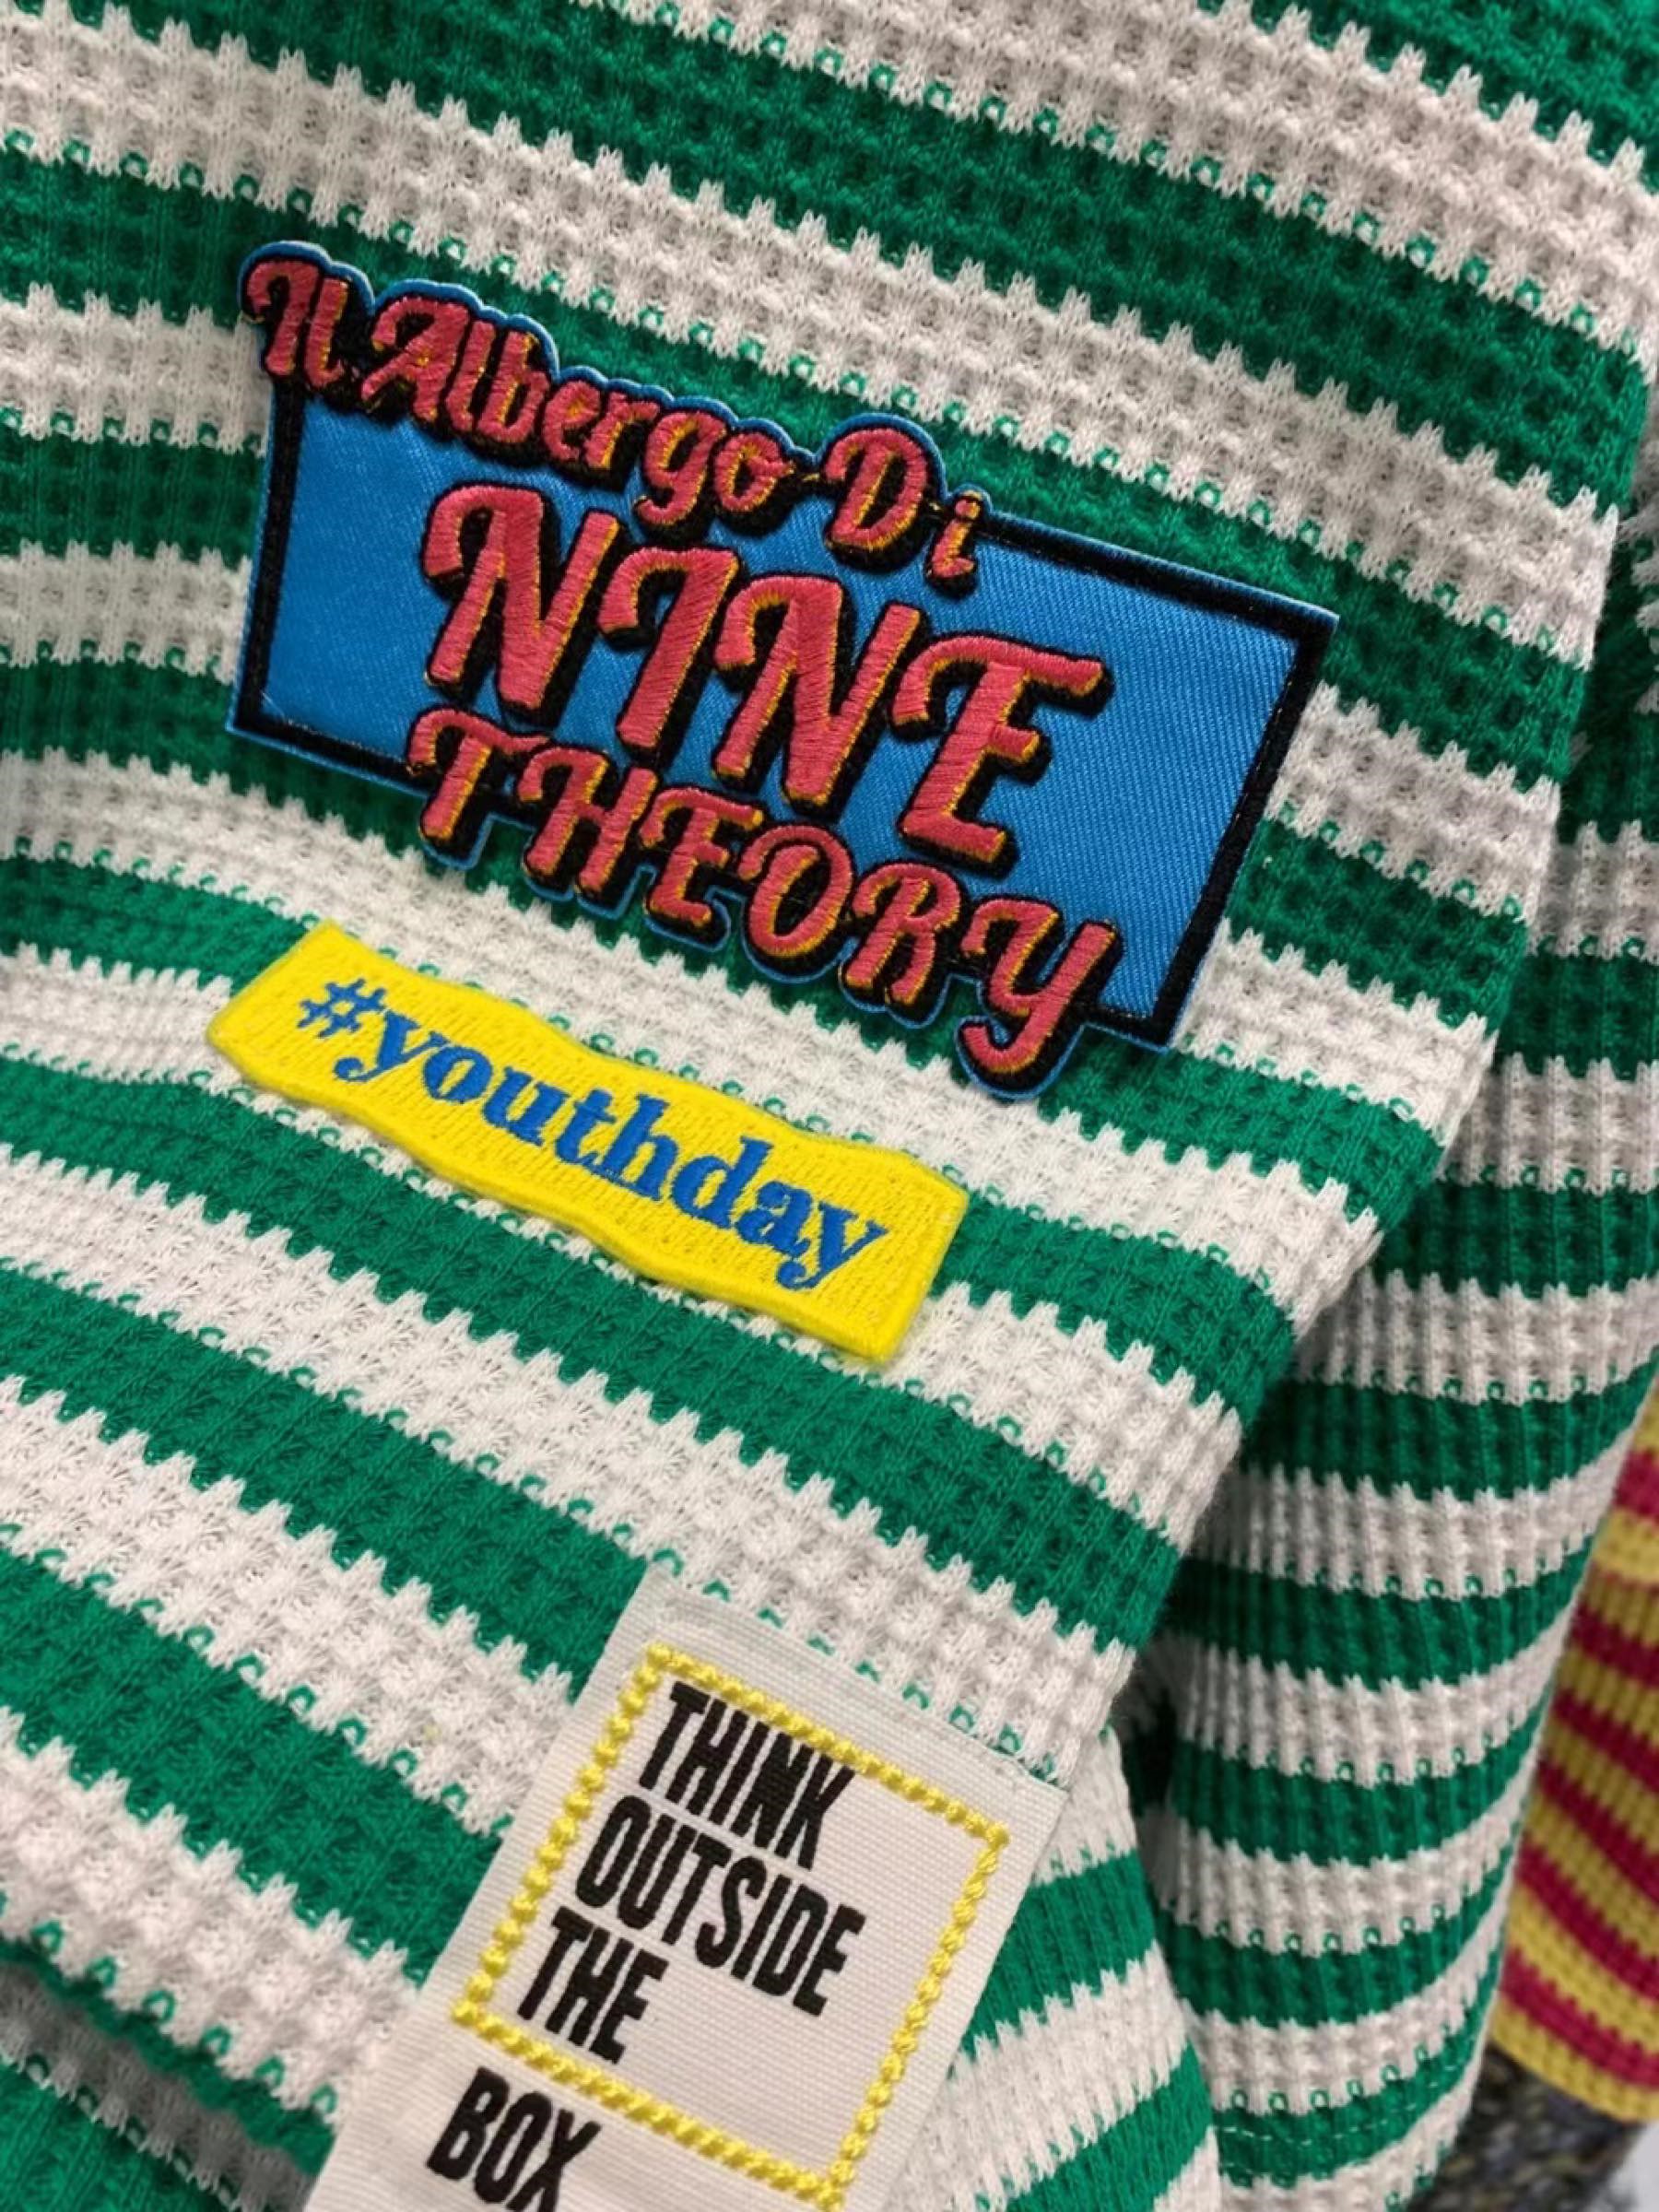 Il Albergo Di
NINE
THEORY
#youthday
THINK
OUTSIDE
THE
BOX